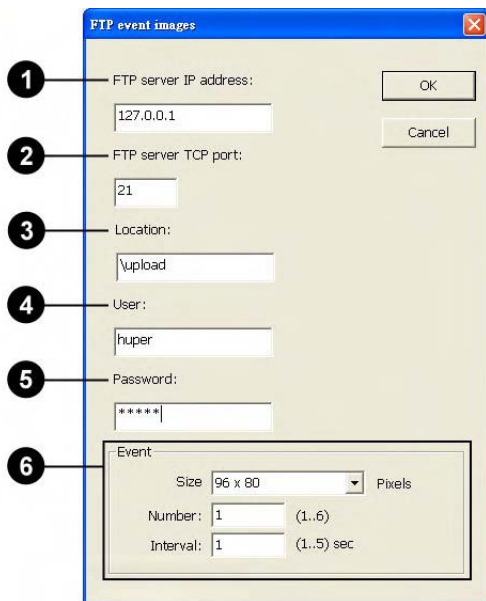 FTP event images
1 FTP server IP address:
OK
127.0.0.1
Cancel
2 FTP server TCP port:
21
3 Location:
\upload
4 User:
huper
5 Password:
*****
6 Event
Size 96 x 80 Pixels
Number: 1 (1..6)
Interval: 1 (1..5) sec